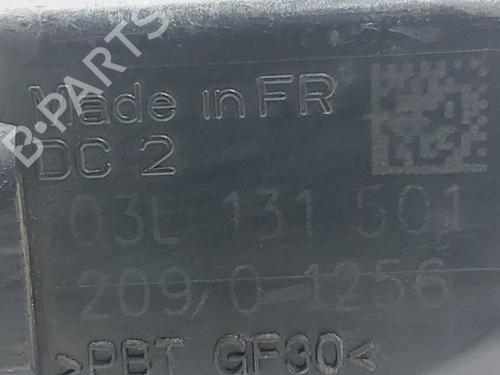 B-PARTS
Made in FR
DC 2
03L 131 501
209/0 1256
>PBT GF30<